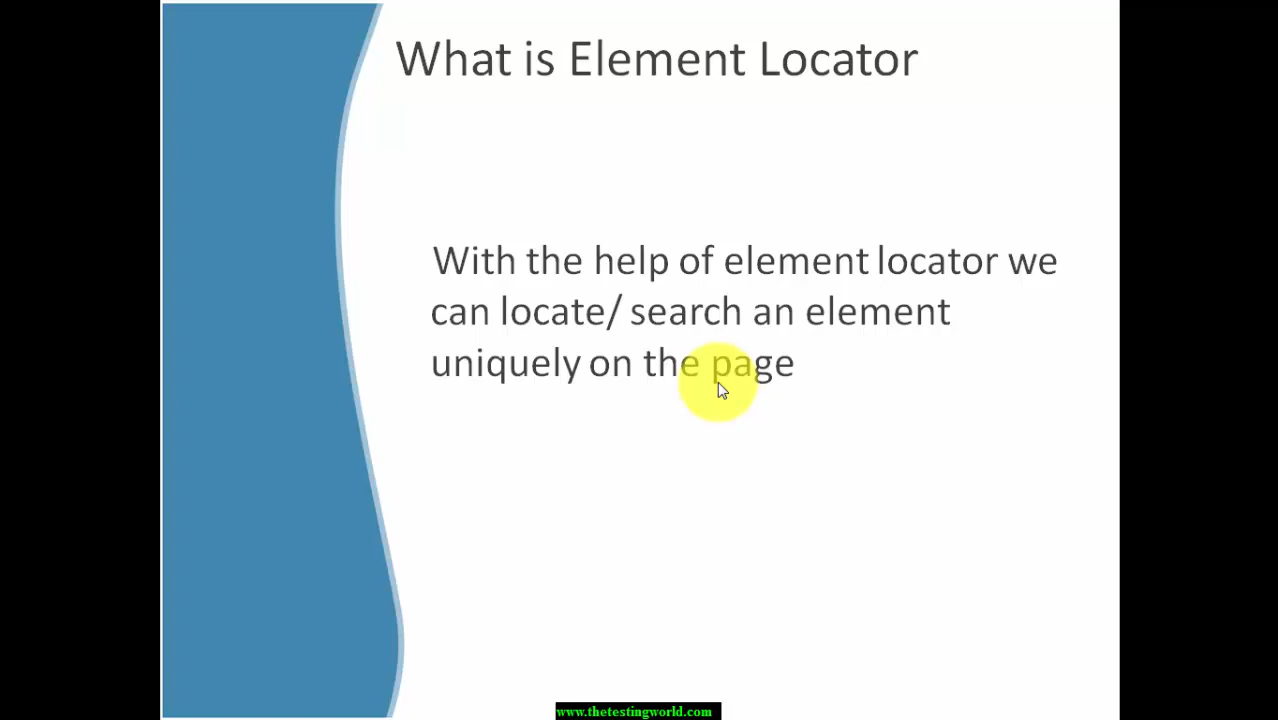 What is Element Locator
With the help of element locator we
can locate/ search an element
uniquely on the page
www.thetestingworld.com